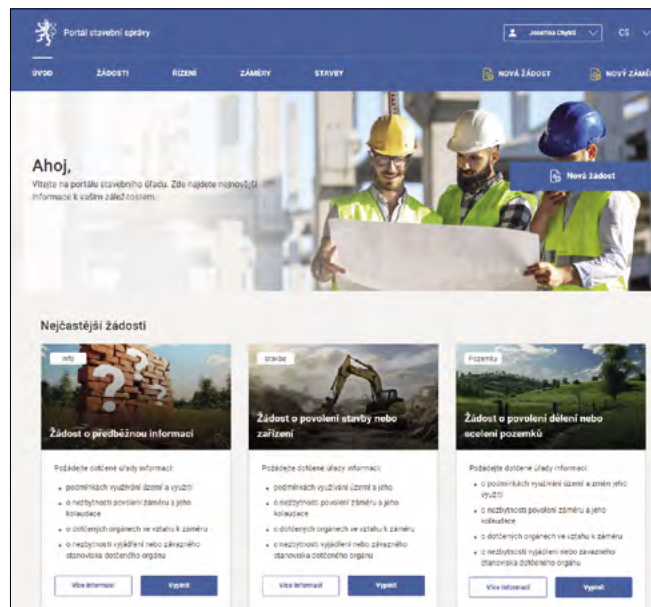 Portál stavební správy
Josefína Chytrá
CS
ÚVOD
ŽÁDOSTI
ŘÍZENÍ
ZÁMĚRY
STAVBY
NOVÁ ŽÁDOST
NOVÝ ZÁMĚ
Ahoj,
Vítejte na portálu stavebního úřadu. Zde najdete nejnovější
informace k vašim záležitostem.
Nová žádost
Nejčastější žádosti
info
stavba
Pozemky
Žádost o předběžnou informaci
Žádost o povolení stavby nebo
zařízení
Žádost o povolení dělení nebo
scelení pozemků
Požádejte dotčené úřady informaci:
podmínkách využívání území a využití
o nezbytnosti povolení záměru a jeho
kolaudace
o dotčených orgánech ve vztahu k záměru
o nezbytnosti vyjádření nebo závazného
stanoviska dotčeného orgánu
Více informací
Vyplnit
Požádejte dotčené úřady informaci:
podmínkách využívání území a jeho
o nezbytnosti povolení záměru a jeho
kolaudace
o dotčených orgánech ve vztahu k záměru
o nezbytnosti vyjádření nebo závazného
stanoviska dotčeného orgánu
Více informací
Vyplnit
Požádejte dotčené úřady informaci:
o podmínkách využívání území a změn jeho
využití
o nezbytnosti povolení záměru a jeho
kolaudace
o dotčených orgánech ve vztahu k záměru
o nezbytnosti vyjádření nebo závazného
stanoviska dotčeného orgánu
Více informací
Vyplnit